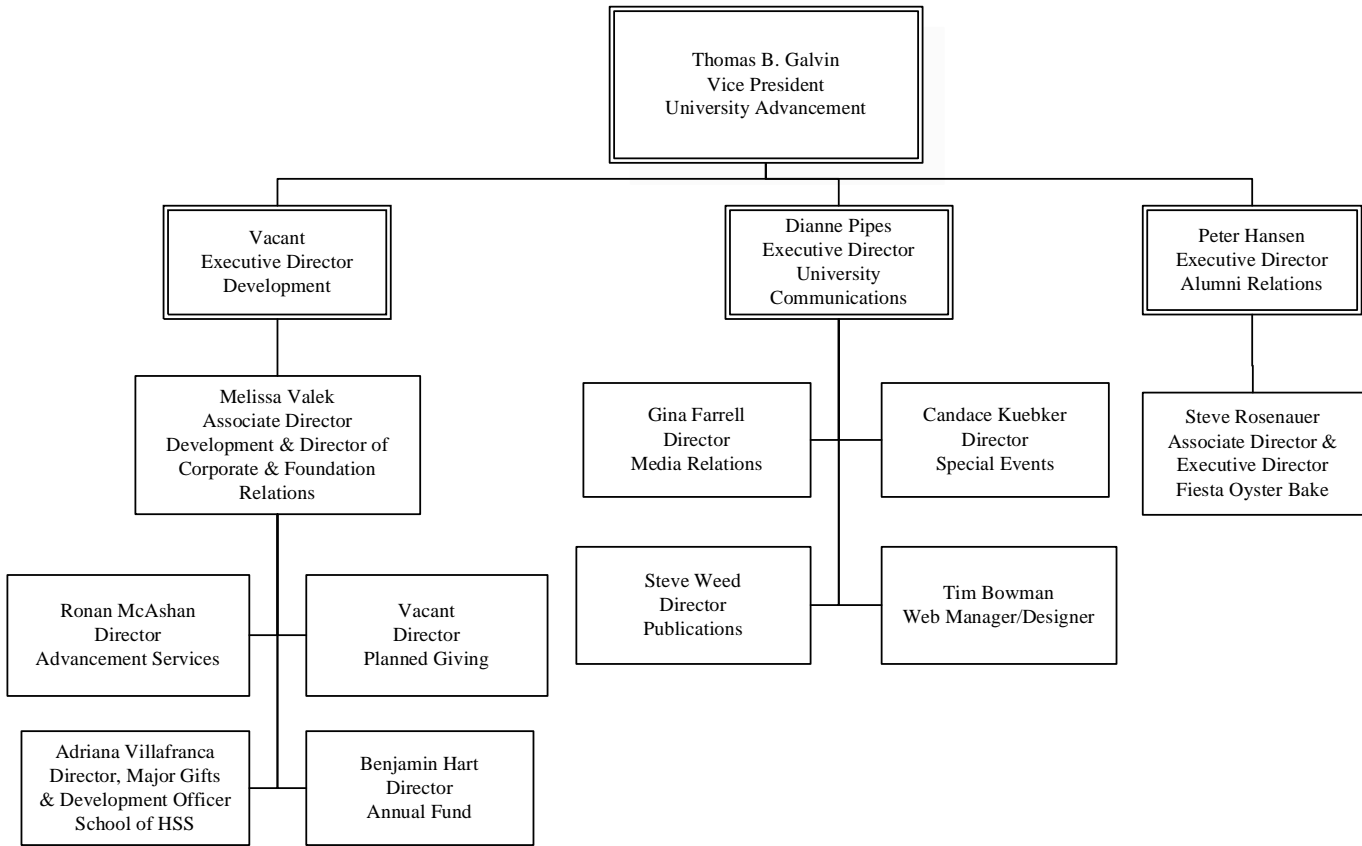 Thomas B. Galvin
Vice President
University Advancement
Vacant
Executive Director
Development
Dianne Pipes
Executive Director
University
Communications
Peter Hansen
Executive Director
Alumni Relations
Melissa Valek
Associate Director
Development & Director of
Corporate & Foundation
Relations
Gina Farrell
Director
Media Relations
Candace Kuebker
Director
Special Events
Steve Rosenauer
Associate Director &
Executive Director
Fiesta Oyster Bake
Ronan McAshan
Director
Advancement Services
Vacant
Director
Planned Giving
Steve Weed
Director
Publications
Tim Bowman
Web Manager/Designer
Adriana Villafranca
Director, Major Gifts
& Development Officer
School of HSS
Benjamin Hart
Director
Annual Fund